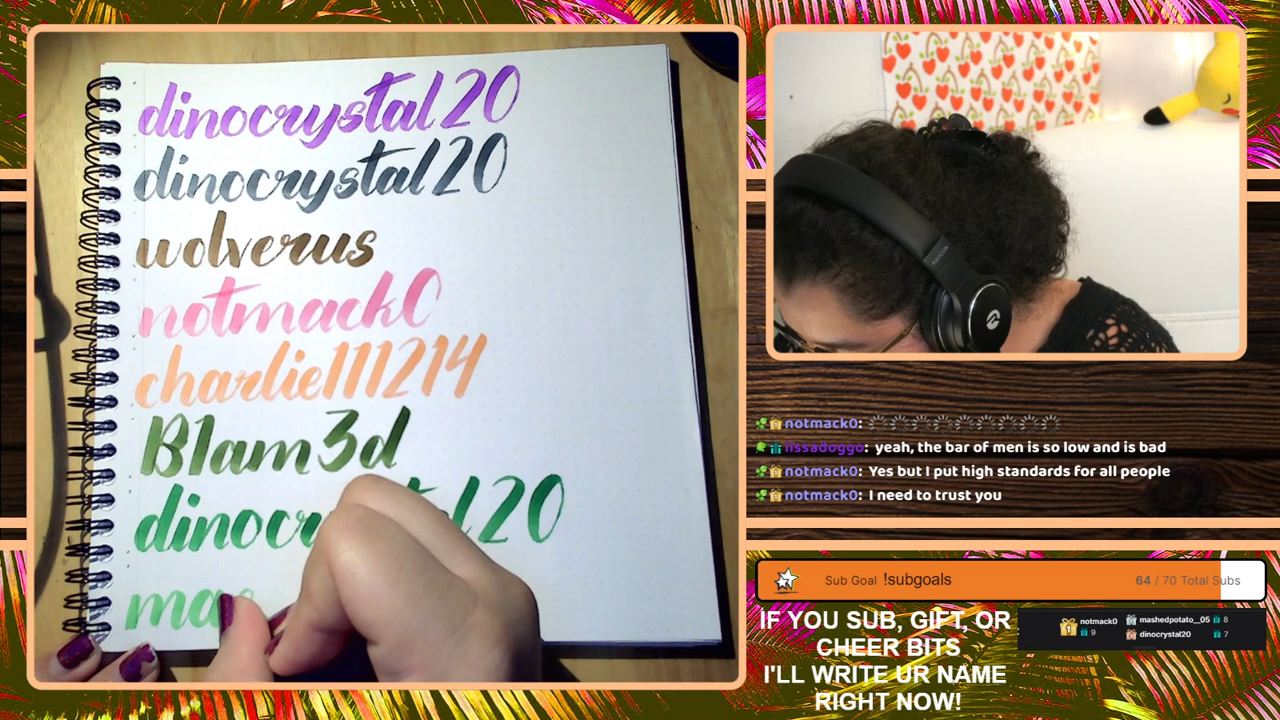 dinocrystal20
dinocrystal20
wolverus
notmack0
charlie111214
B1am3d
notmack0:
lissadoggo: yeah, the bar of men is so low and is bad
notmack0: Yes but I put high standards for all people
notmack0: I need to trust you
Sub Goal !subgoals
64 / 70 Total Subs
IF YOU SUB, GIFT, OR
CHEER BITS
I'LL WRITE UR NAME
RIGHT NOW!
1 notmack0 9
mashedpotato_05 8
dinocrystal20 7